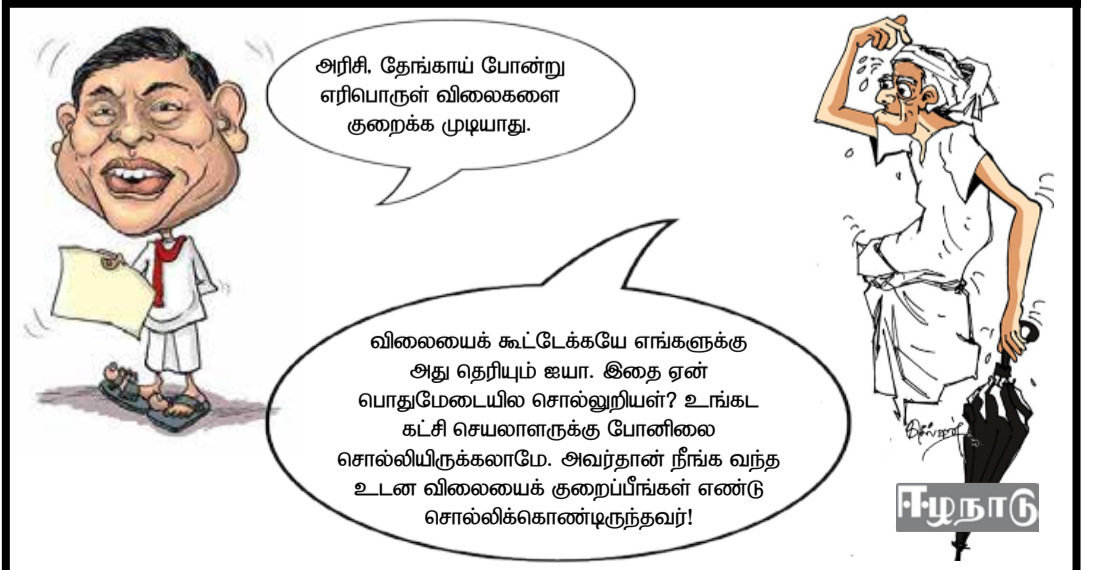 அரிசி, தேங்காய் போன்று
எரிபொருள் விலைகளை
குறைக்க முடியாது.
விலையைக் கூட்டேக்கயே எங்களுக்கு
அது தெரியும் ஐயா. இதை ஏன்
பொதுமேடையில சொல்லுறியள்? உங்கட
கட்சி செயலாளருக்கு போனிலை
சொல்லியிருக்கலாமே. அவர்தான் நீங்க வந்த
உடன விலையைக் குறைப்பீங்கள் எண்டு
சொல்லிக்கொண்டிருந்தவர்!
ஈழநாடு